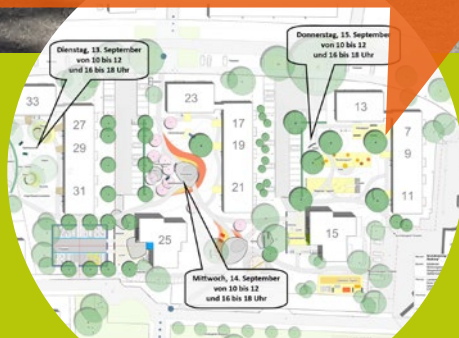 Dienstag, 13. September
von 10 bis 12
und 16 bis 18 Uhr
Donnerstag, 15. September
von 10 bis 12
und 16 bis 18 Uhr
33
23
13
27
17
7
29
19
9
31
21
11
25
15
Mittwoch, 14. September
von 10 bis 12
und 16 bis 18 Uhr